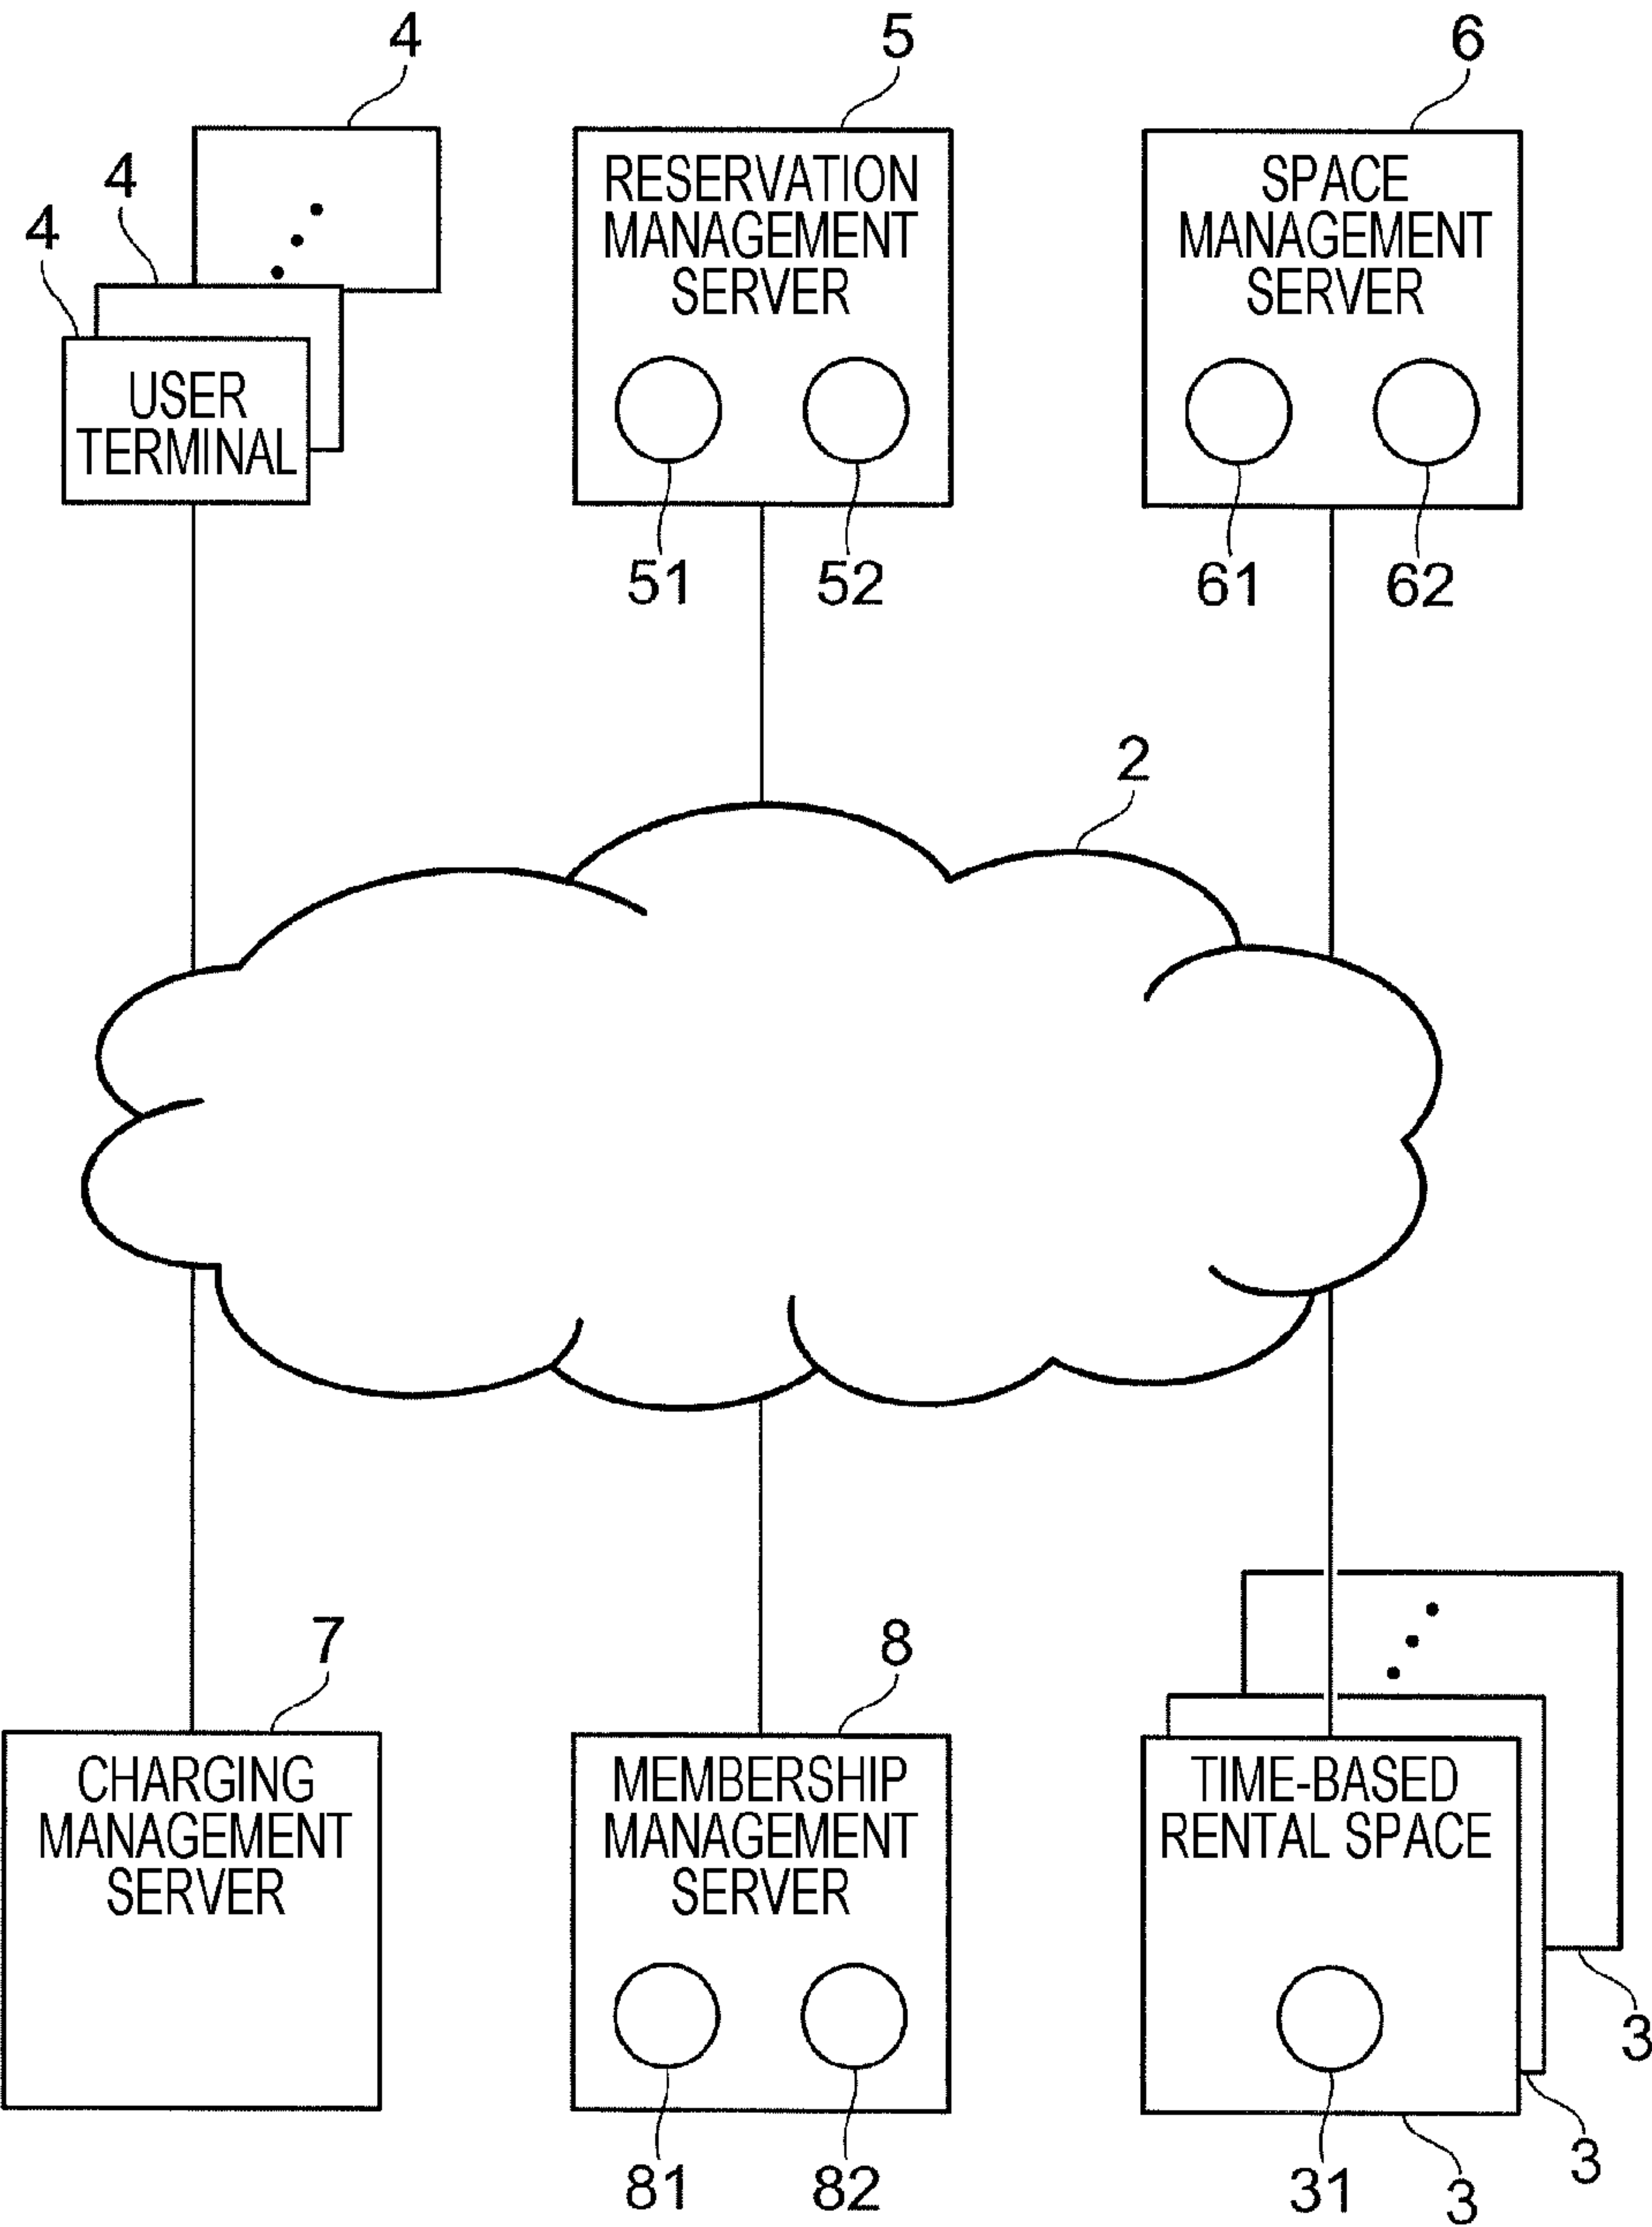 4
5
6
4
4
USER
TERMINAL
RESERVATION
MANAGEMENT
SERVER
51
52
SPACE
MANAGEMENT
SERVER
61
62
2
7
8
CHARGING
MANAGEMENT
SERVER
MEMBERSHIP
MANAGEMENT
SERVER
81
82
TIME-BASED
RENTAL SPACE
31
3
3
3